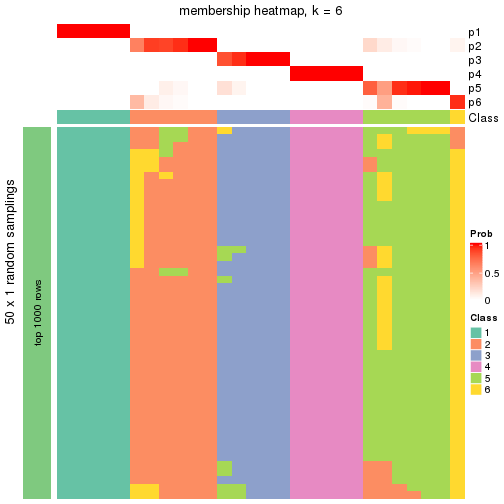 membership heatmap, k = 6
p1
p2
p3
p4
p5
p6
Class
50 x 1 random samplings
top 1000 rows
Prob
1
0.5
0
Class
1
2
3
4
5
6